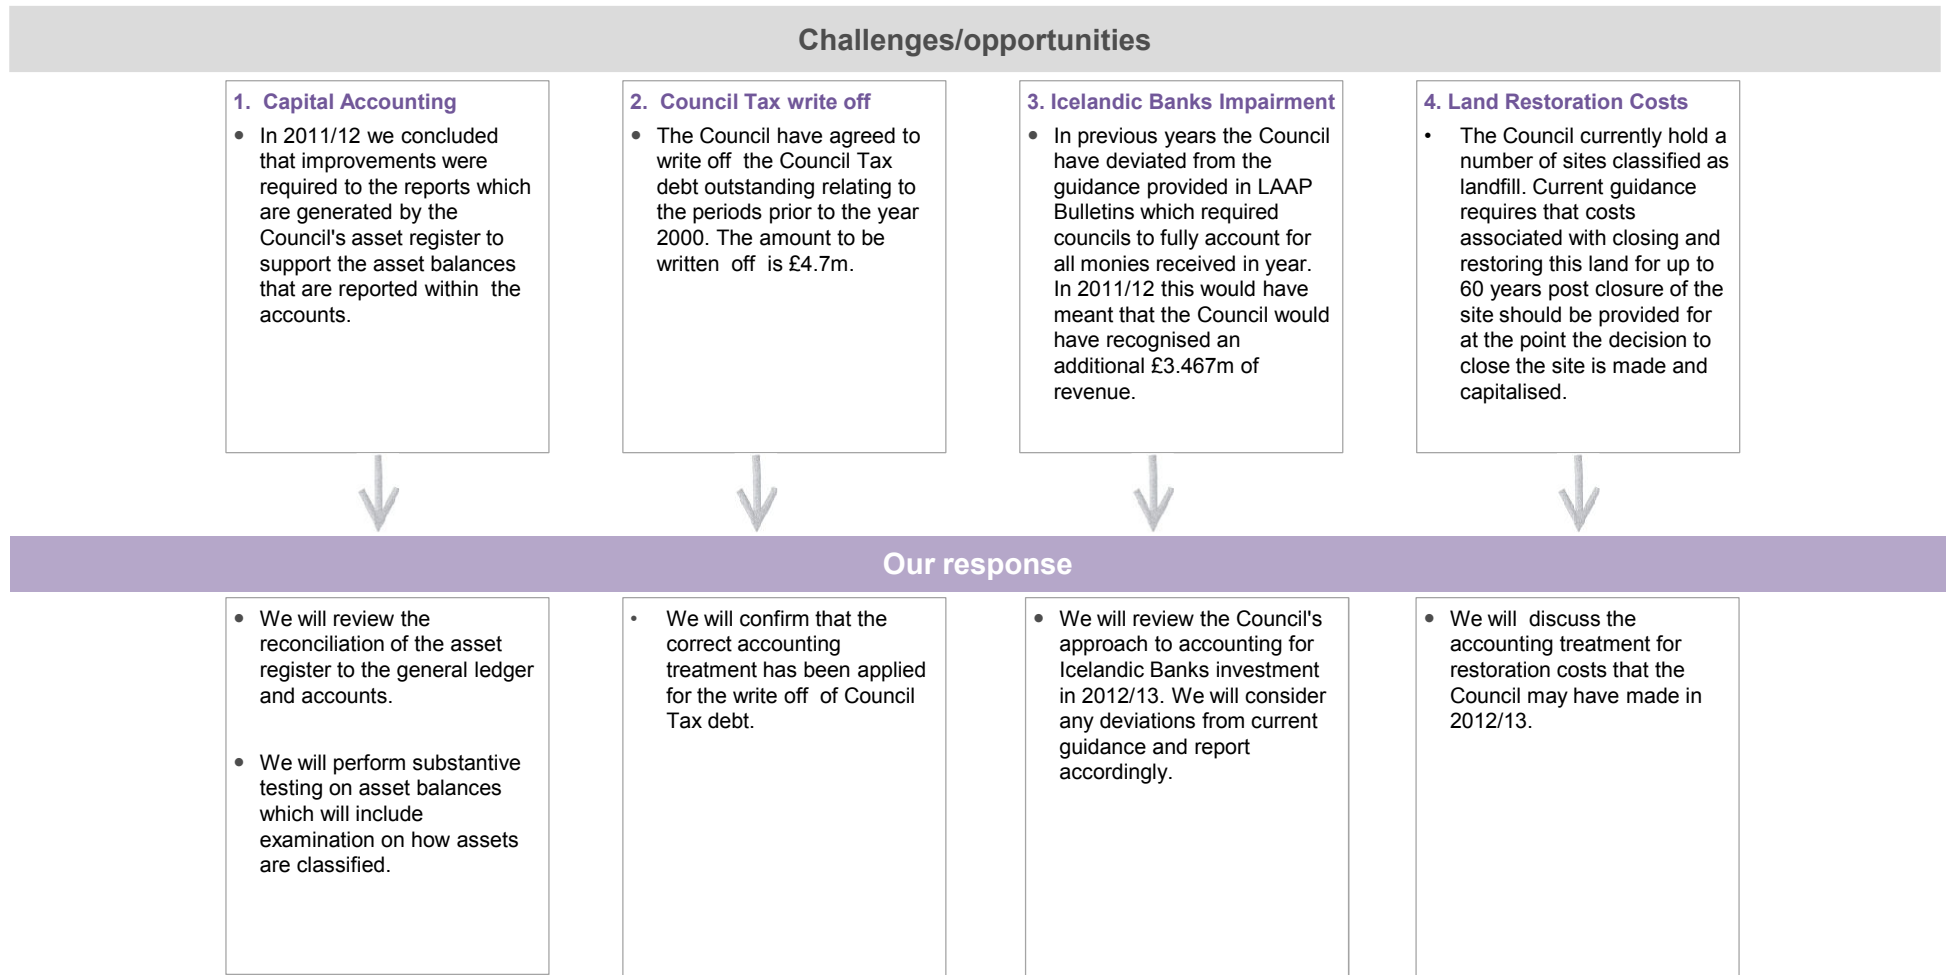 Challenges/opportunities
1. Capital Accounting
• In 2011/12 we concluded
that improvements were
required to the reports which
are generated by the
Council's asset register to
support the asset balances
that are reported within the
accounts.
2. Council Tax write off
• The Council have agreed to
write off the Council Tax
debt outstanding relating to
the periods prior to the year
2000. The amount to be
written off is £4.7m.
3. Icelandic Banks Impairment
• In previous years the Council
have deviated from the
guidance provided in LAAP
Bulletins which required
councils to fully account for
all monies received in year.
In 2011/12 this would have
meant that the Council would
have recognised an
additional £3.467m of
revenue.
4. Land Restoration Costs
• The Council currently hold a
number of sites classified as
landfill. Current guidance
requires that costs
associated with closing and
restoring this land for up to
60 years post closure of the
site should be provided for
at the point the decision to
close the site is made and
capitalised.
Our response
• We will review the
reconciliation of the asset
register to the general ledger
and accounts.
• We will perform substantive
testing on asset balances
which will include
examination on how assets
are classified.
• We will confirm that the
correct accounting
treatment has been applied
for the write off of Council
Tax debt.
• We will review the Council's
approach to accounting for
Icelandic Banks investment
in 2012/13. We will consider
any deviations from current
guidance and report
accordingly.
• We will discuss the
accounting treatment for
restoration costs that the
Council may have made in
2012/13.